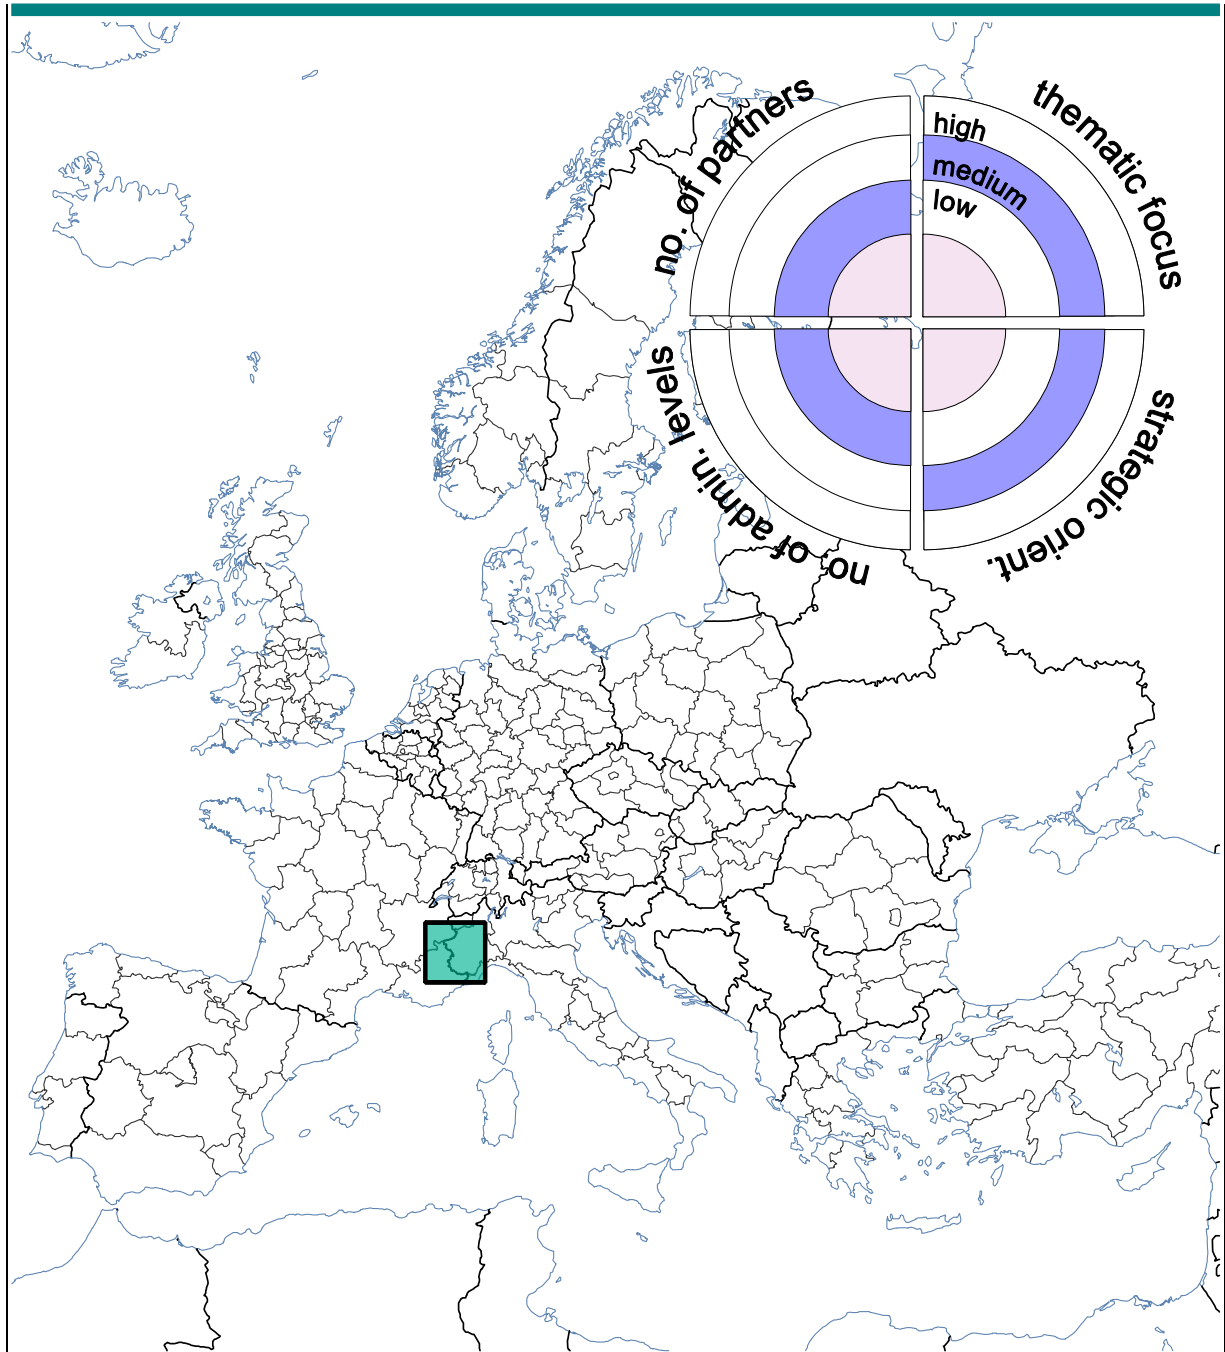 no. of partners
thematic focus
high
medium
low
no. of admin. levels
strategic orient.